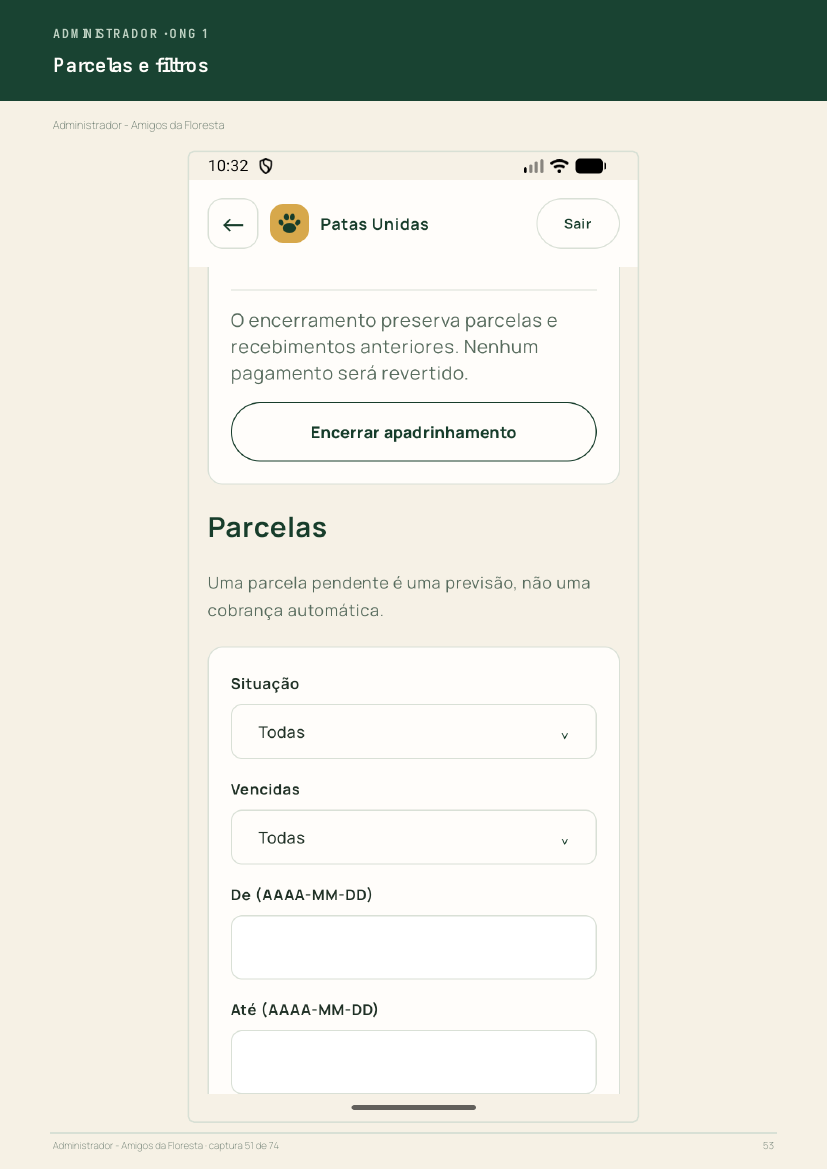 ADMINISTRADOR · ONG 1
Parcelas e filtros
Administrador - Amigos da Floresta
10:32
Patas Unidas
Sair
O encerramento preserva parcelas e
recebimentos anteriores. Nenhum
pagamento será revertido.
Encerrar apadrinhamento
Parcelas
Uma parcela pendente é uma previsão, não uma
cobrança automática.
Situação
Todas
Vencidas
Todas
De (AAAA-MM-DD)
Até (AAAA-MM-DD)
Administrador - Amigos da Floresta · captura 51 de 74
53